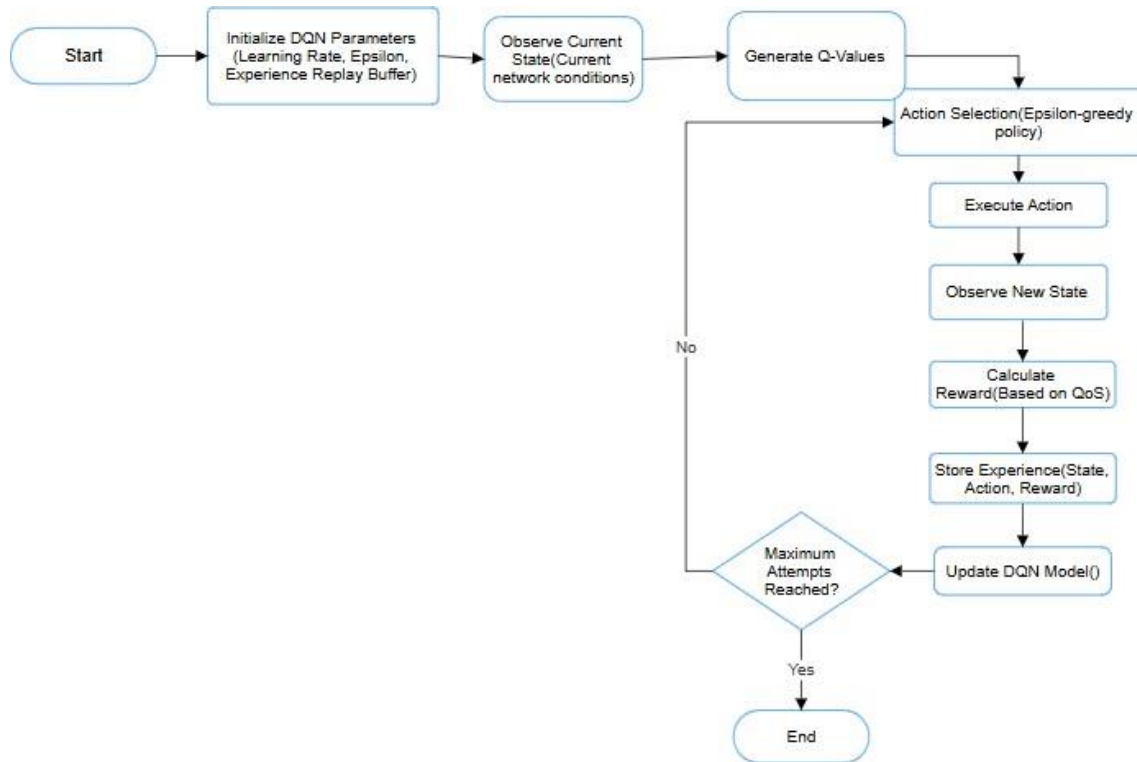 Start
Initialize DQN Parameters
(Learning Rate, Epsilon,
Experience Replay Buffer)
Observe Current
State(Current
network conditions)
Generate Q-Values
Action Selection(Epsilon-greedy
policy)
Execute Action
Observe New State
Calculate
Reward(Based on QoS)
Store Experience(State,
Action, Reward)
Update DQN Model()
Maximum
Attempts
Reached?
No
Yes
End